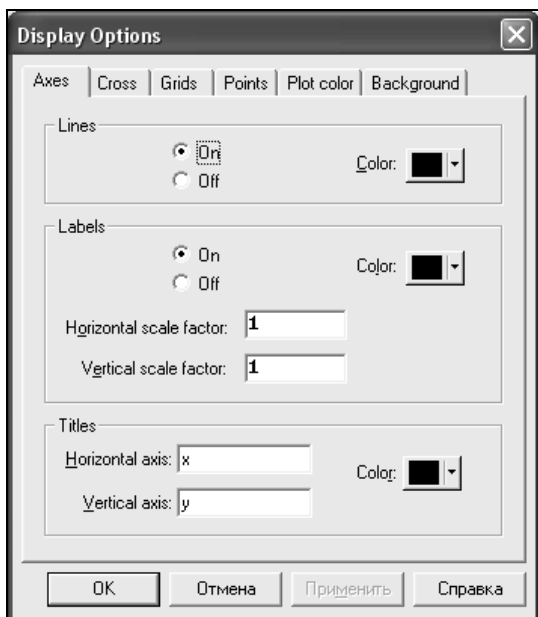 Display Options
Axes Cross Grids Points Plot color Background
Lines
On
Color:
Off
Labels
On
Color:
Off
Horizontal scale factor: 1
Vertical scale factor: 1
Titles
Horizontal axis: x
Color:
Vertical axis: y
OK Отмена Применить Справка